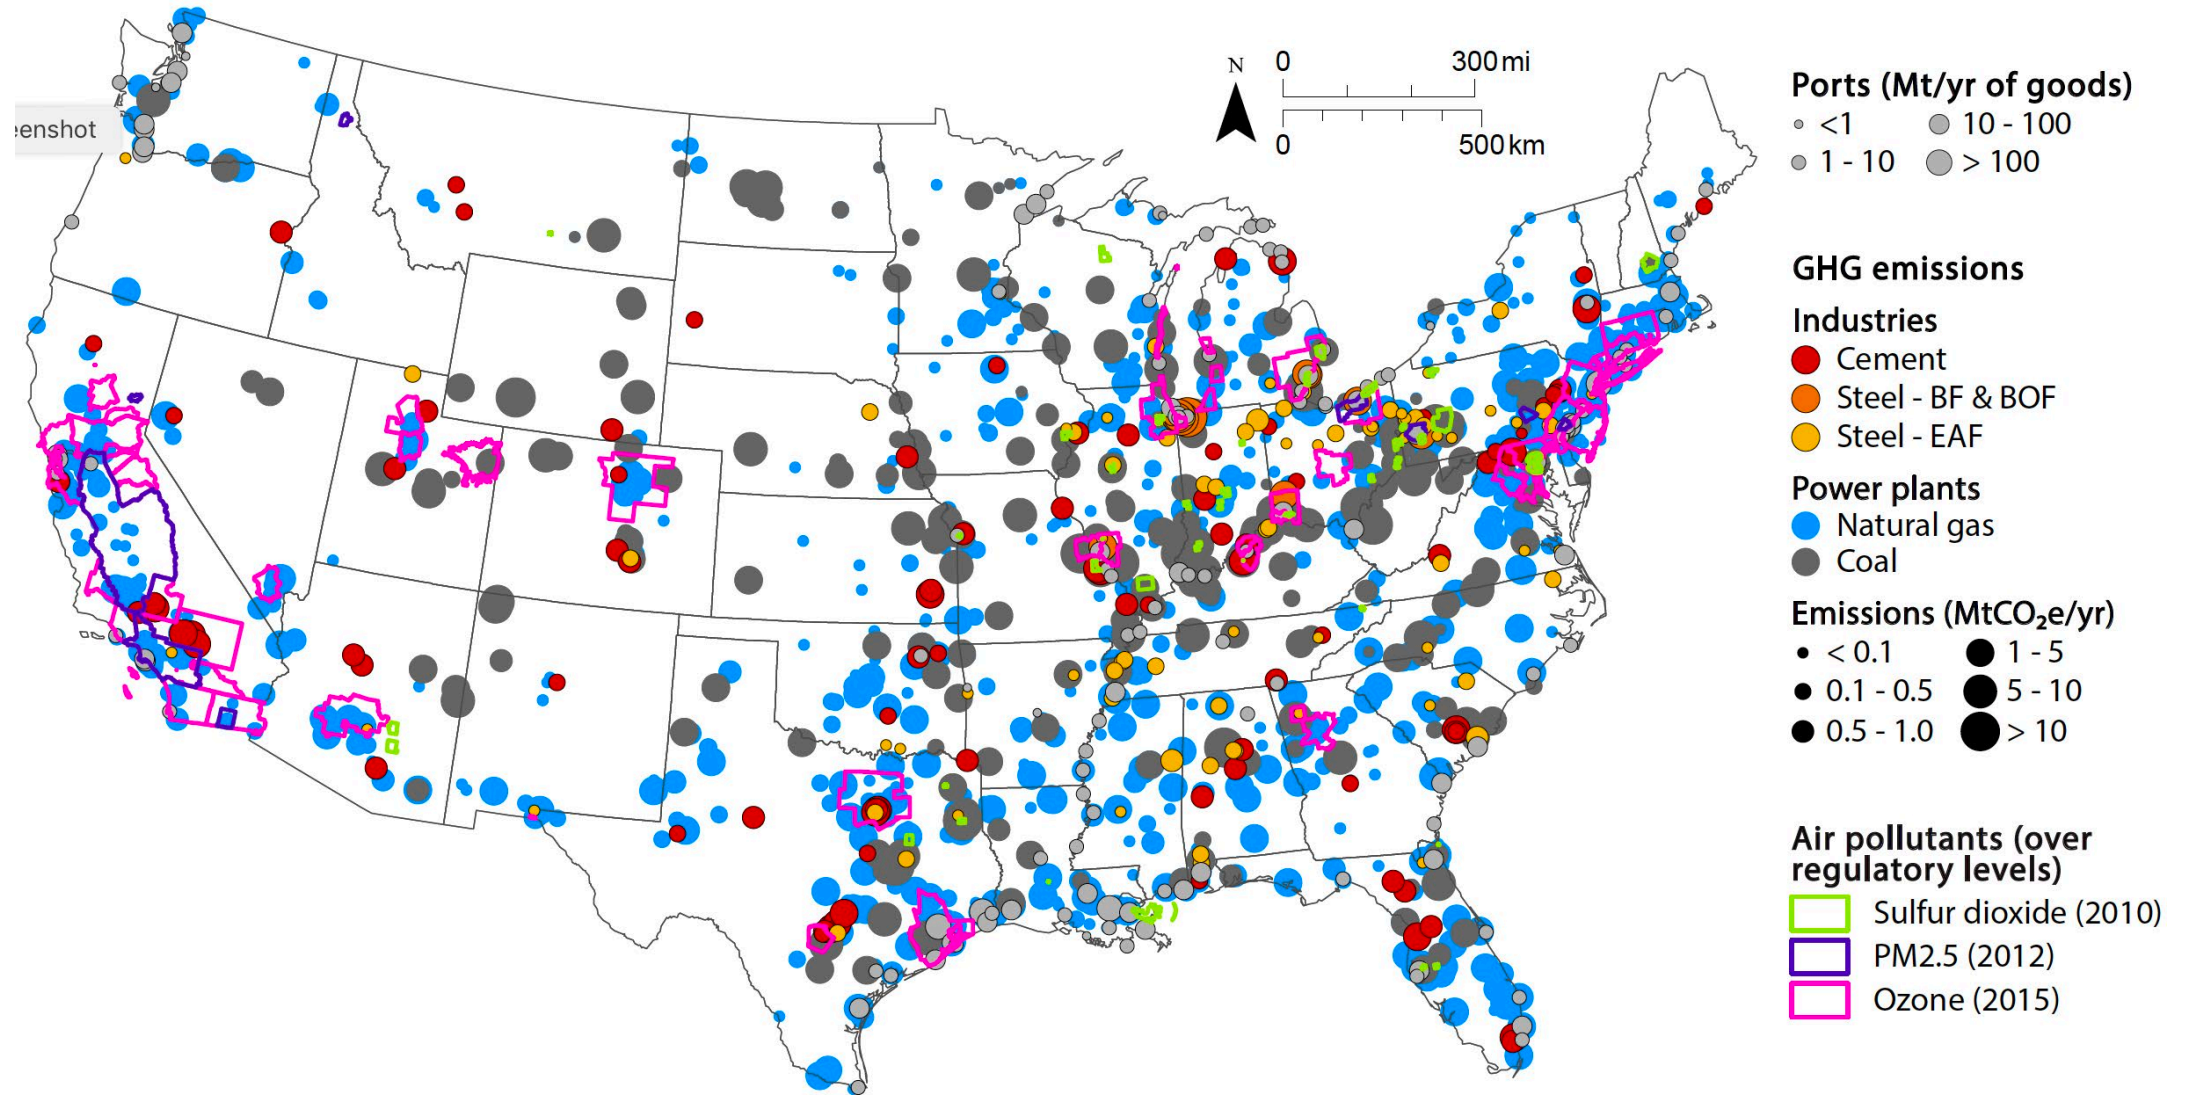 eenshot
N
0
300 mi
0
500 km
Ports (Mt/yr of goods)
<1
10 - 100
1 - 10
> 100
GHG emissions
Industries
Cement
Steel - BF & BOF
Steel - EAF
Power plants
Natural gas
Coal
Emissions (MtCO₂e/yr)
< 0.1
1 - 5
0.1 - 0.5
5 - 10
0.5 - 1.0
> 10
Air pollutants (over
regulatory levels)
Sulfur dioxide (2010)
PM2.5 (2012)
Ozone (2015)